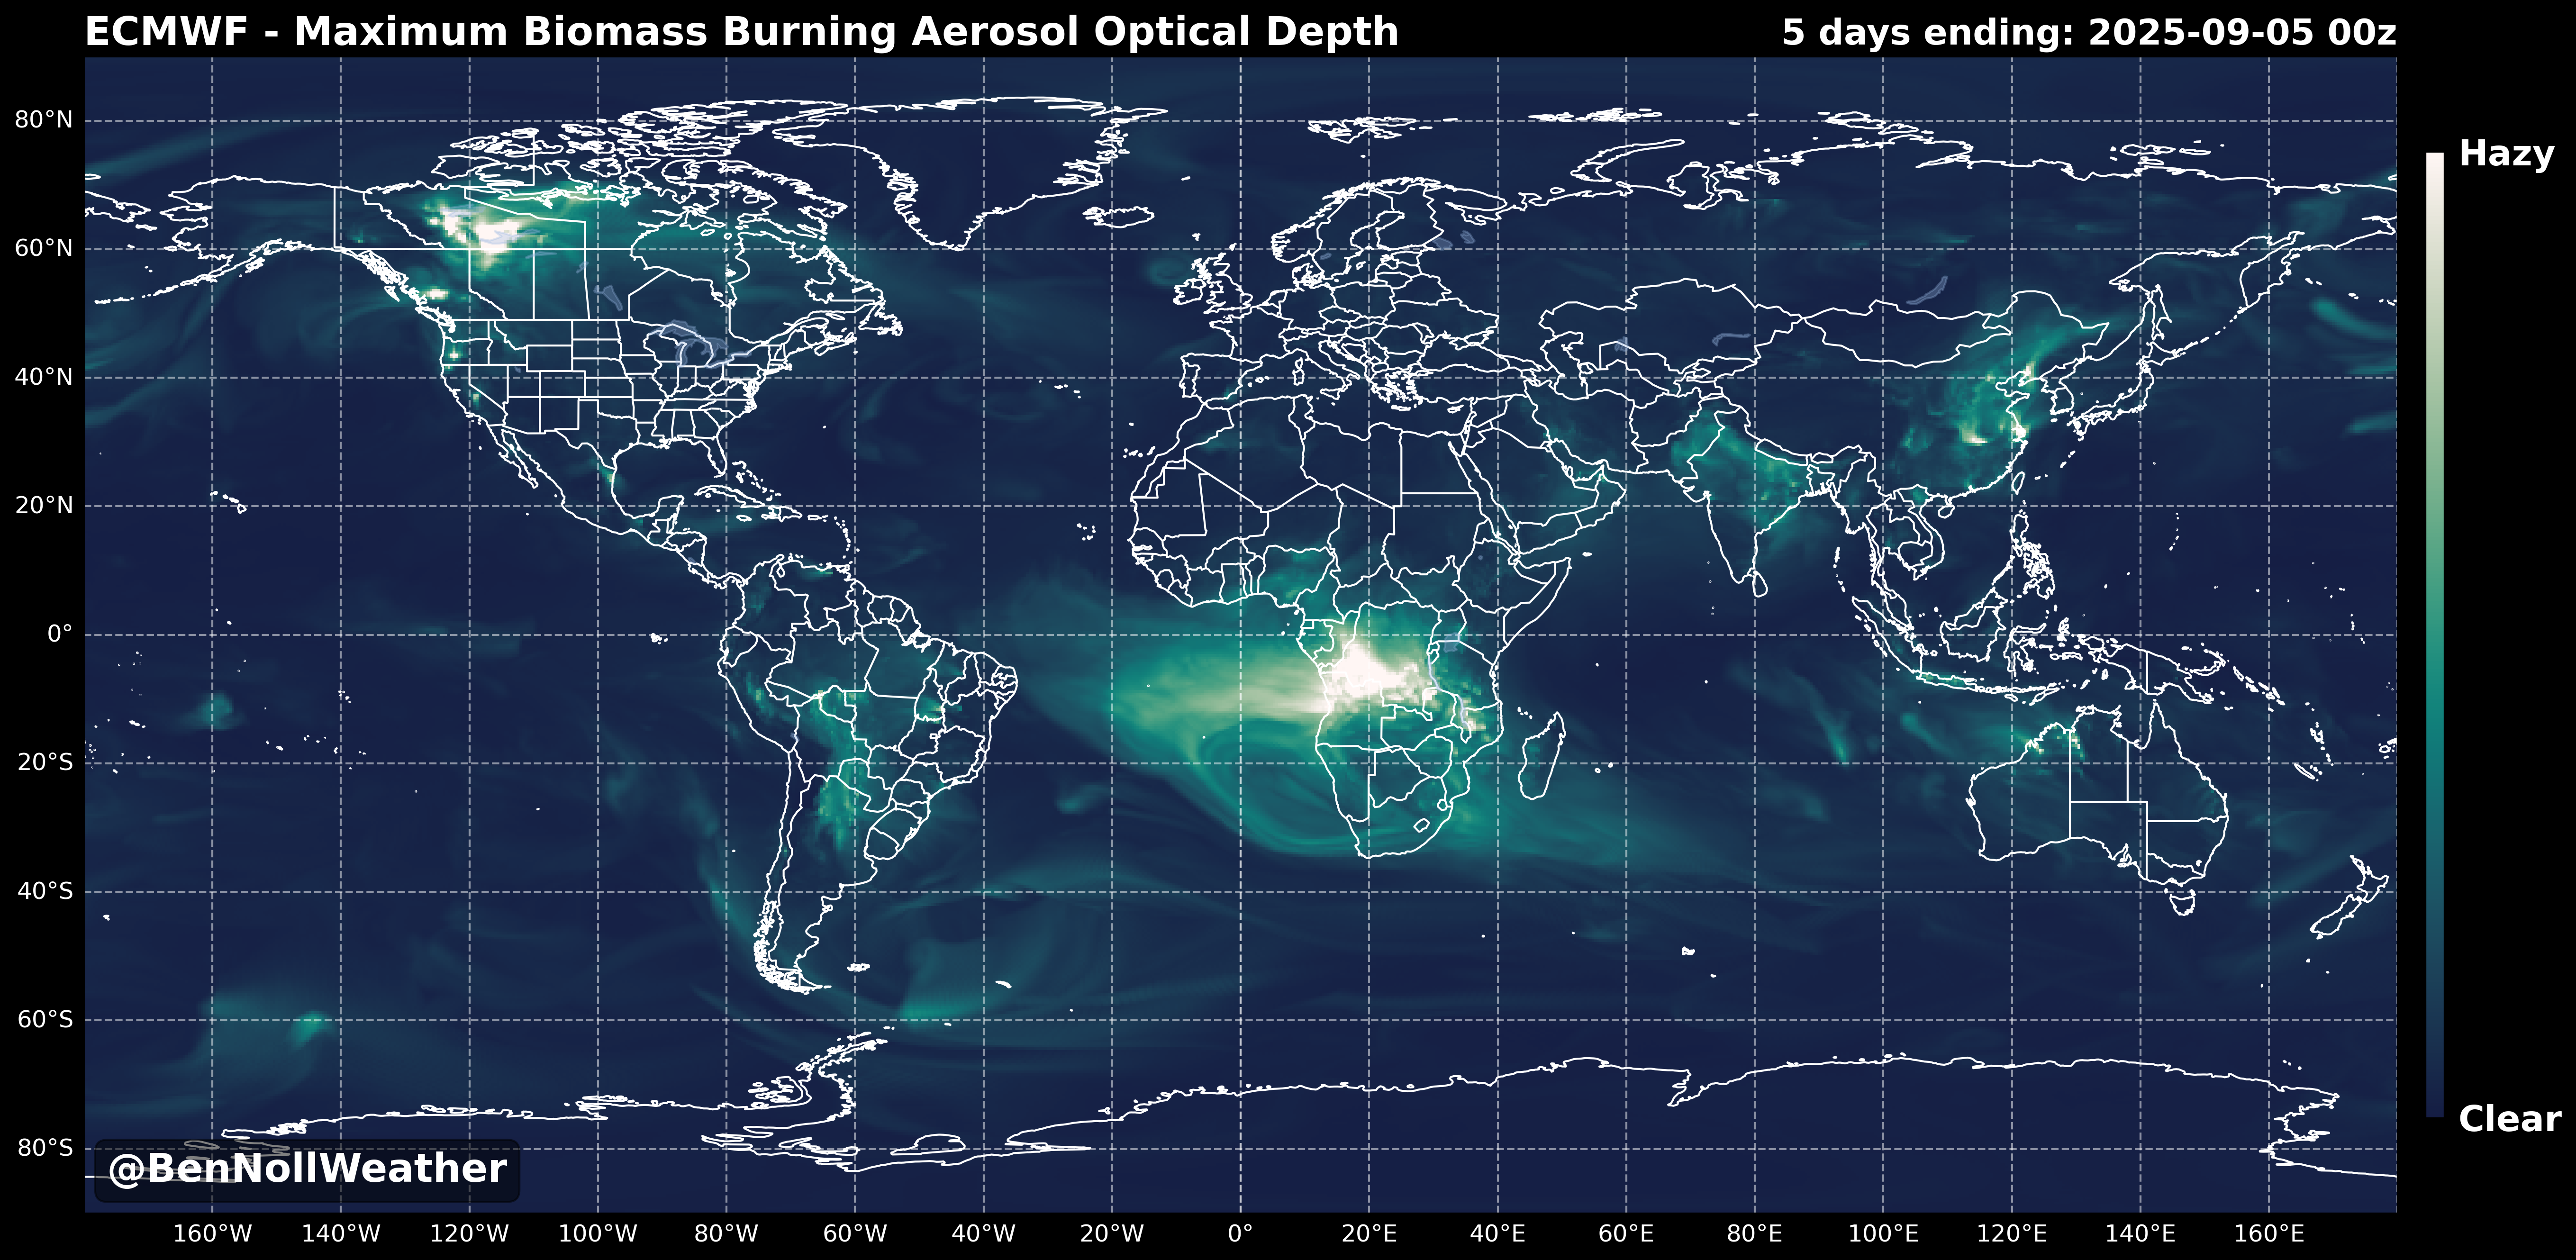 ECMWF - Maximum Biomass Burning Aerosol Optical Depth
5 days ending: 2025-09-05 00z
Hazy
Clear
80°N
60°N
40°N
20°N
0°
20°S
40°S
60°S
80°S
@BenNollWeather
160°W 140°W 120°W 100°W 80°W 60°W 40°W 20°W 0° 20°E 40°E 60°E 80°E 100°E 120°E 140°E 160°E